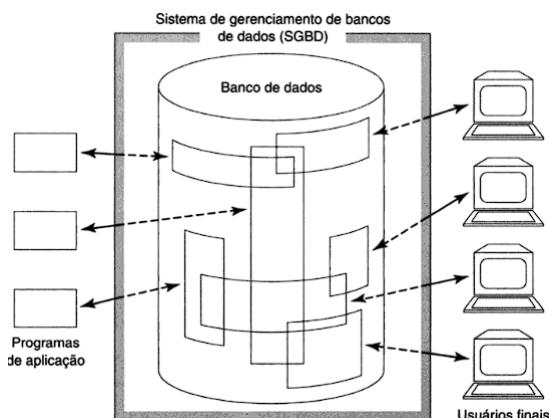 Sistema de gerenciamento de bancos
de dados (SGBD)
Banco de dados
Programas
de aplicação
Usuários finais